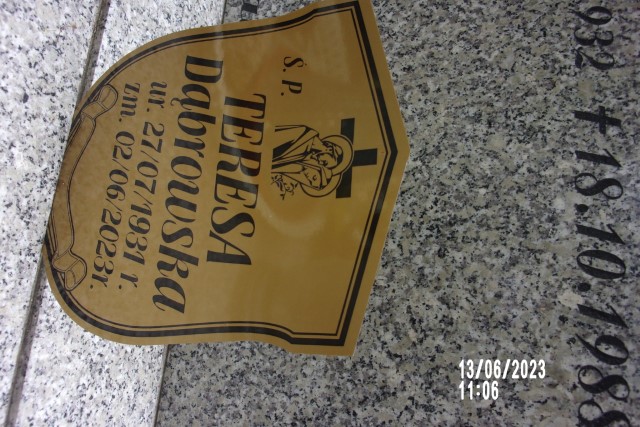 Ś. P.
TERESA
Dąbrowska
ur. 27/07/1931 r.
zm. 02/06/2023r.
932 +18.10.1988
13/06/2023
11:06